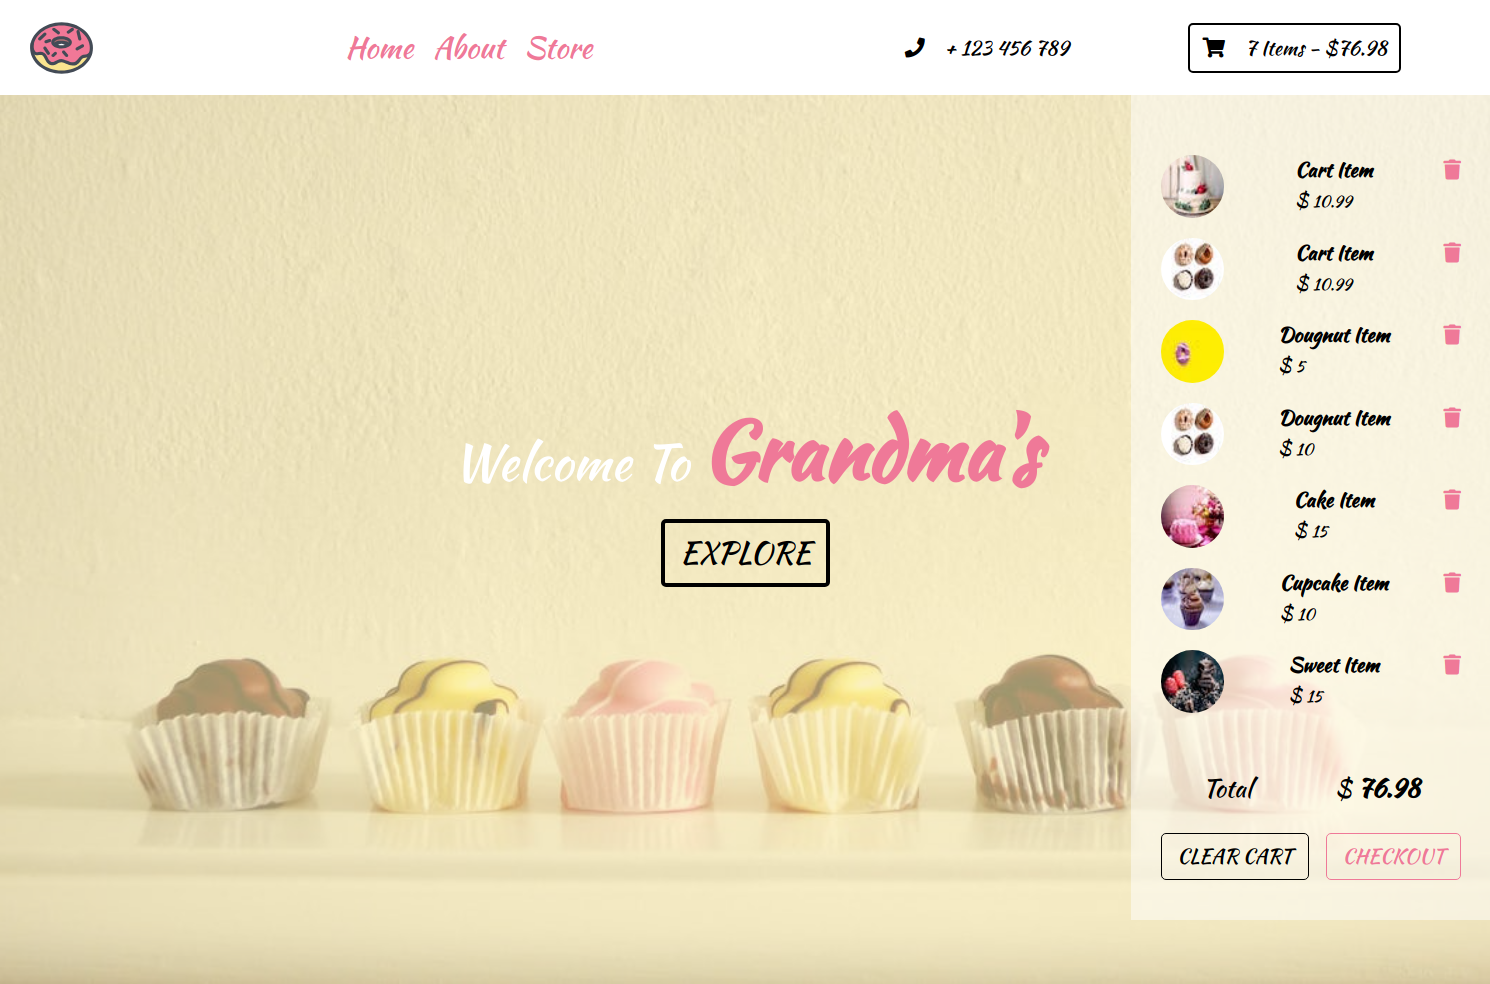 Home About Store
+ 123 456 789
7 Items - $76.98
Cart Item
$ 10.99
Cart Item
$ 10.99
Dougnut Item
$ 5
Dougnut Item
$ 10
Cake Item
$ 15
Cupcake Item
$ 10
Sweet Item
$ 15
Total $ 76.98
CLEAR CART CHECKOUT
Welcome To Grandma's
EXPLORE